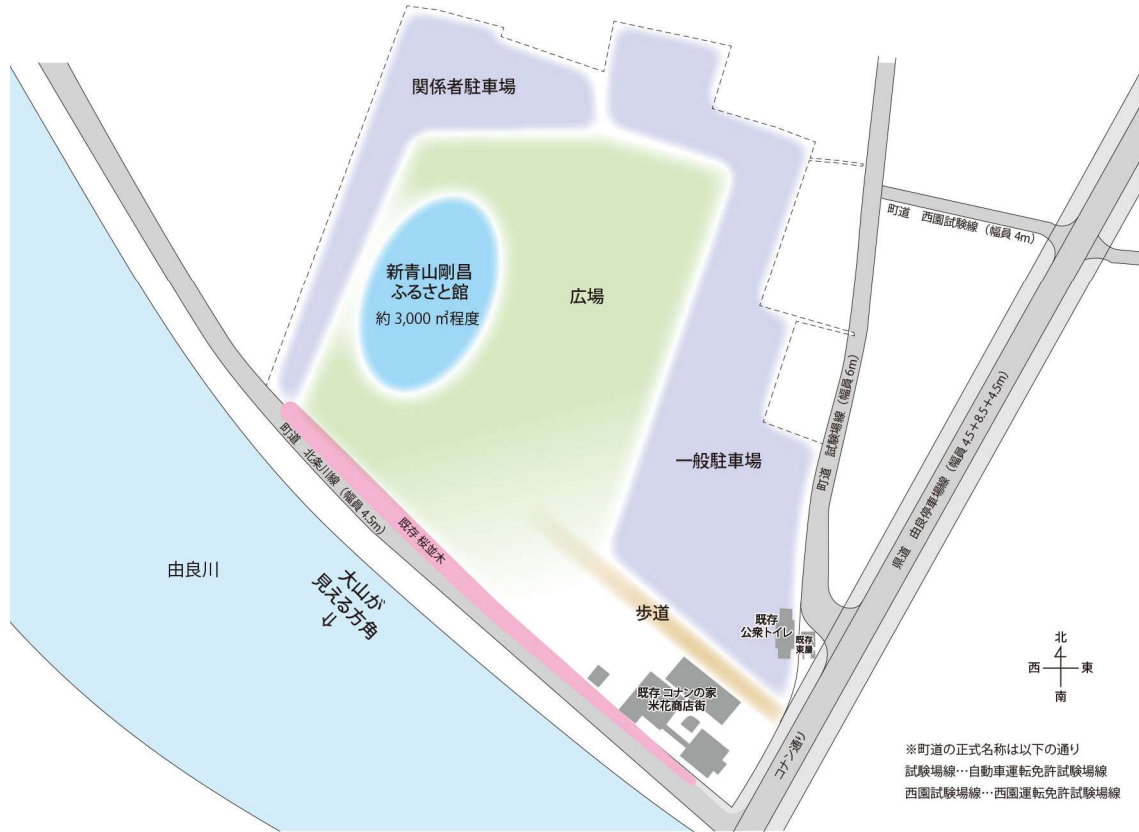 関係者駐車場
町道 西園試験線（幅員 4m）
新青山剛昌
ふるさと館
約 3,000 ㎡程度
広場
町道 試験場線（幅員 6m）
県道 由良停車場線（幅員 4.5＋8.5＋4.5m）
一般駐車場
町道 北条川線（幅員 4.5m）
既存 桜並木
由良川
大山が
見える方角
⇓
歩道
既存
公衆トイレ
既存
東屋
既存 コナンの家
米花商店街
コナン通り
北
西 東
南
※町道の正式名称は以下の通り
試験場線…自動車運転免許試験場線
西園試験場線…西園運転免許試験場線